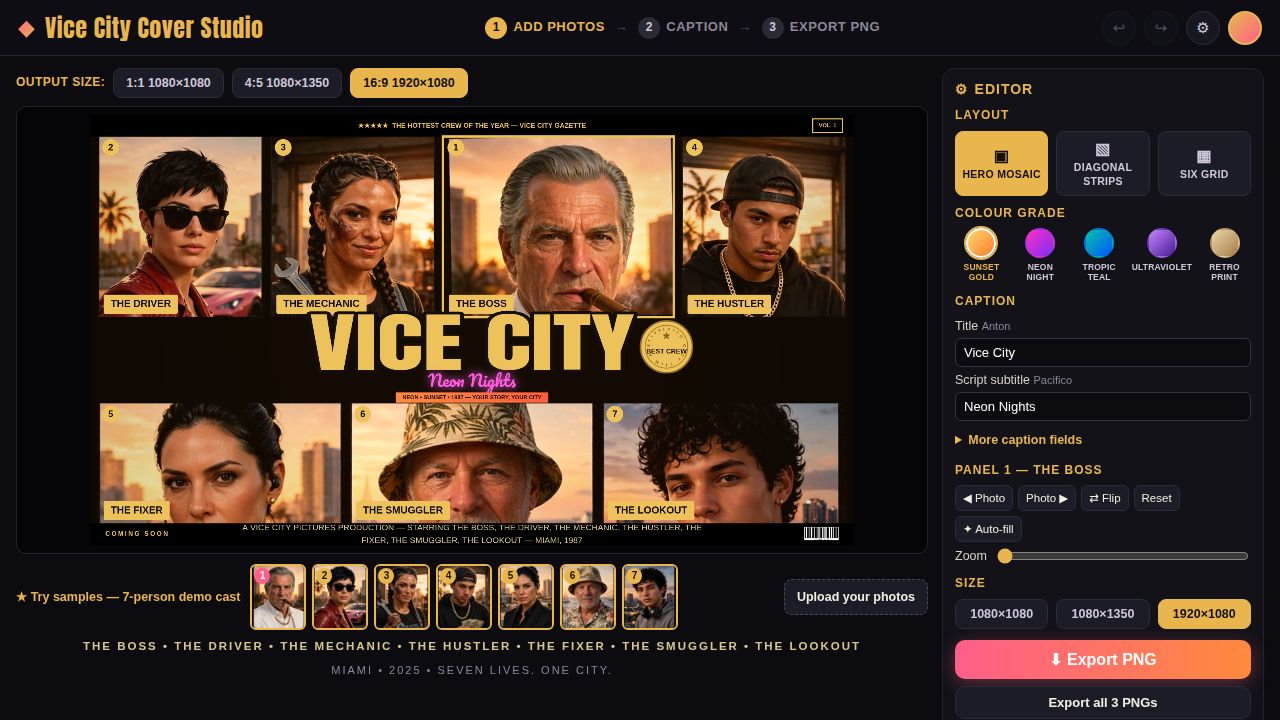 Vice City Cover Studio
1 ADD PHOTOS → 2 CAPTION → 3 EXPORT PNG
OUTPUT SIZE: 1:1 1080×1080 4:5 1080×1350 16:9 1920×1080
★★★★★ THE HOTTEST CREW OF THE YEAR — VICE CITY GAZETTE
VOL. 1
2 3 1 4
THE DRIVER THE MECHANIC THE BOSS THE HUSTLER
VICE CITY
BEST CREW
Neon Nights
NEON • SUNSET • 1987 — YOUR STORY, YOUR CITY
5 6 7
THE FIXER THE SMUGGLER THE LOOKOUT
COMING SOON
A VICE CITY PICTURES PRODUCTION — STARRING THE BOSS, THE DRIVER, THE MECHANIC, THE HUSTLER, THE
FIXER, THE SMUGGLER, THE LOOKOUT — MIAMI, 1987
★ Try samples — 7-person demo cast
1 2 3 4 5 6 7
Upload your photos
THE BOSS • THE DRIVER • THE MECHANIC • THE HUSTLER • THE FIXER • THE SMUGGLER • THE LOOKOUT
MIAMI • 2025 • SEVEN LIVES. ONE CITY.
EDITOR
LAYOUT
HERO MOSAIC
DIAGONAL
STRIPS
SIX GRID
COLOUR GRADE
SUNSET
GOLD
NEON
NIGHT
TROPIC
TEAL
ULTRAVIOLET
RETRO
PRINT
CAPTION
Title Anton
Vice City
Script subtitle Pacifico
Neon Nights
▶ More caption fields
PANEL 1 — THE BOSS
◀ Photo Photo ▶ ⇄ Flip Reset
✦ Auto-fill
Zoom
SIZE
1080×1080 1080×1350 1920×1080
⬇ Export PNG
Export all 3 PNGs